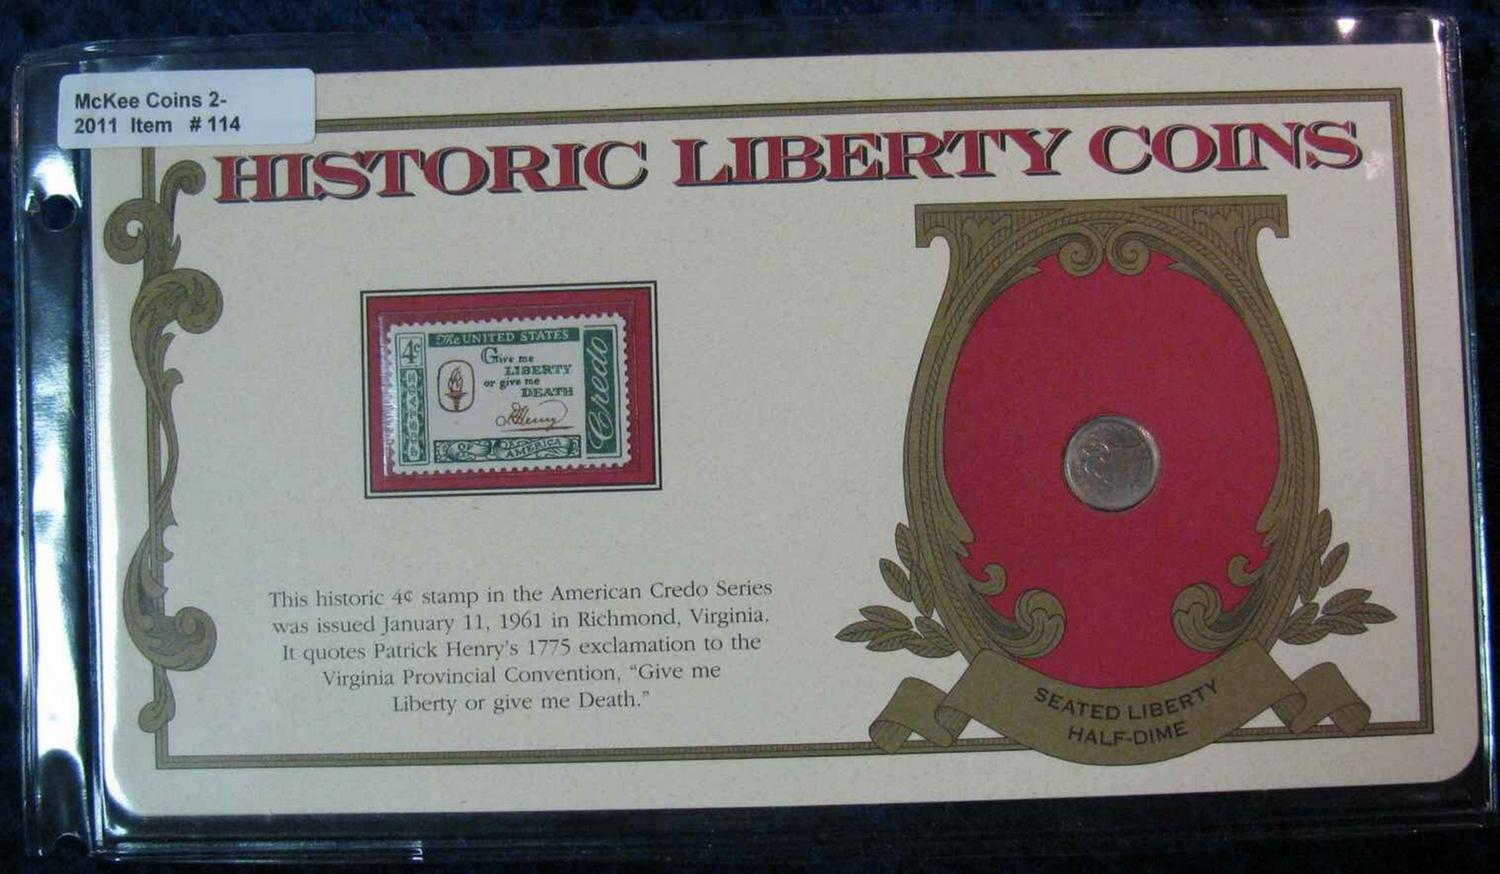 McKee Coins 2-
2011 Item # 114
HISTORIC LIBERTY COINS
4¢
The UNITED STATES
Give me
LIBERTY
or give me
DEATH
P. Henry
OF AMERICA
Credo
This historic 4¢ stamp in the American Credo Series
was issued January 11, 1961 in Richmond, Virginia.
It quotes Patrick Henry's 1775 exclamation to the
Virginia Provincial Convention, “Give me
Liberty or give me Death.”
SEATED LIBERTY
HALF-DIME